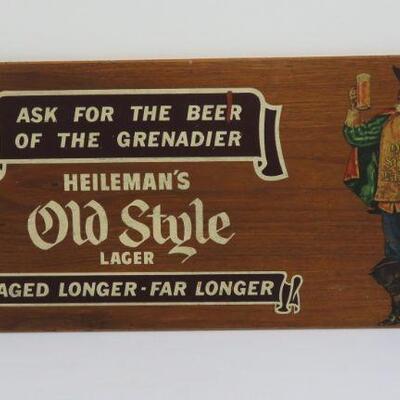 ASK FOR THE BEER
OF THE GRENADIER
HEILEMAN'S
Old Style
LAGER
AGED LONGER - FAR LONGER